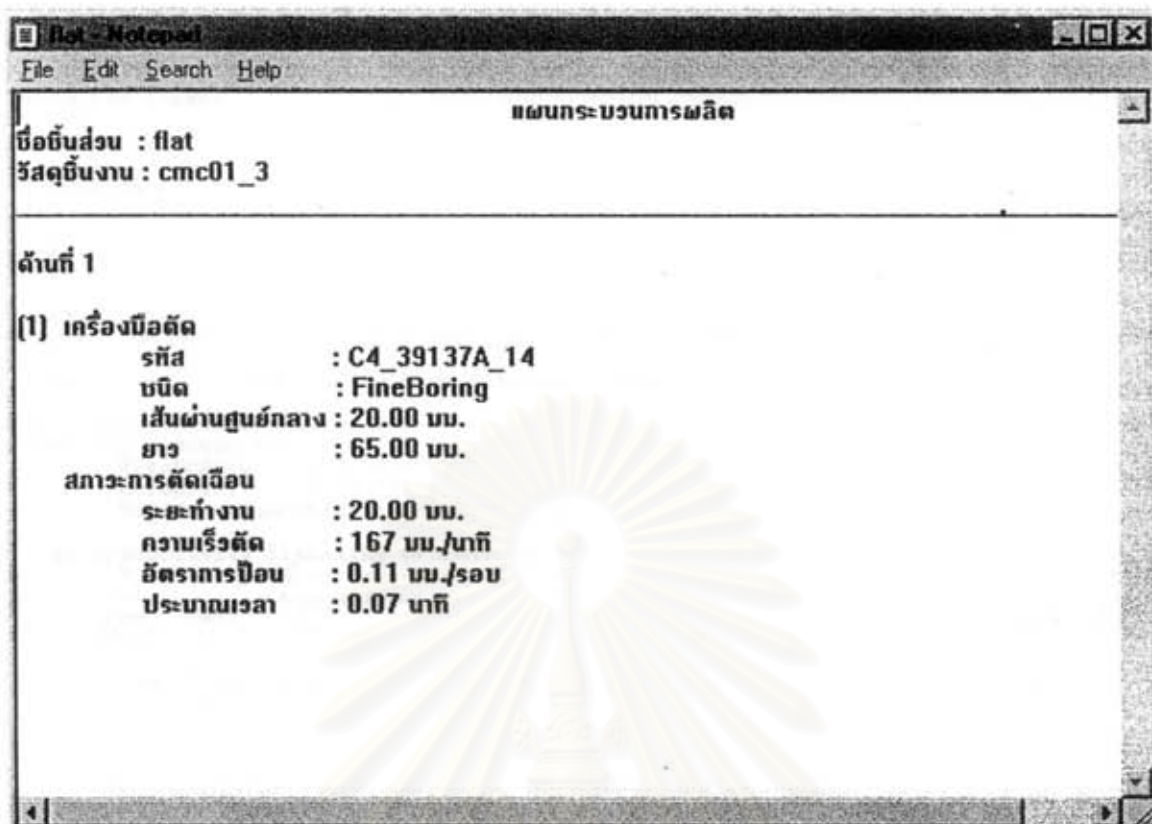 flat - Notepad
File Edit Search Help
แผนกระบวนการผลิต
ชื่อชิ้นส่วน : flat
วัสดุชิ้นงาน : cmc01_3
ด้านที่ 1
(1) เครื่องมือตัด
รหัส : C4_39137A_14
ชนิด : FineBoring
เส้นผ่านศูนย์กลาง : 20.00 มม.
ยาว : 65.00 มม.
สภาวะการตัดเฉือน
ระยะทำงาน : 20.00 มม.
ความเร็วตัด : 167 มม./นาที
อัตราการป้อน : 0.11 มม./รอบ
ประมาณเวลา : 0.07 นาที